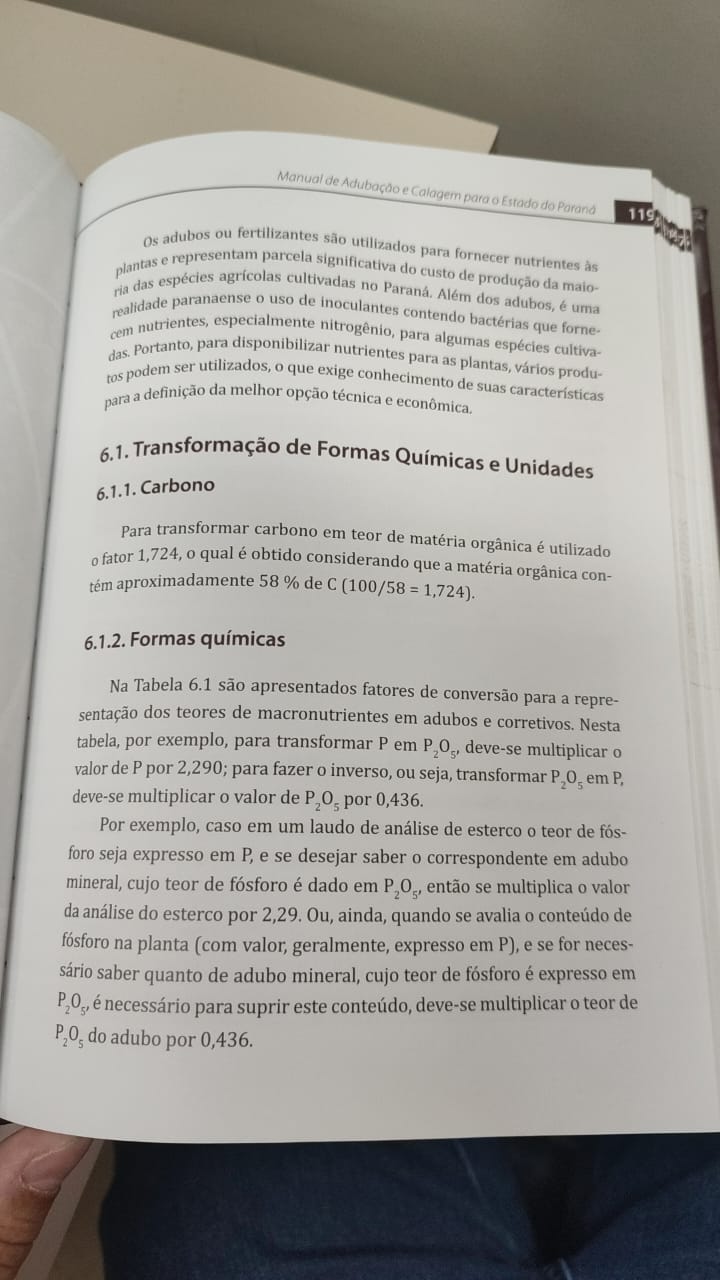 Manual de Adubação e Calagem para o Estado do Paraná 119
Os adubos ou fertilizantes são utilizados para fornecer nutrientes às
plantas e representam parcela significativa do custo de produção da maio-
ria das espécies agrícolas cultivadas no Paraná. Além dos adubos, é uma
realidade paranaense o uso de inoculantes contendo bactérias que forne-
cem nutrientes, especialmente nitrogênio, para algumas espécies cultiva-
das. Portanto, para disponibilizar nutrientes para as plantas, vários produ-
tos podem ser utilizados, o que exige conhecimento de suas características
para a definição da melhor opção técnica e econômica.
6.1. Transformação de Formas Químicas e Unidades
6.1.1. Carbono
Para transformar carbono em teor de matéria orgânica é utilizado
o fator 1,724, o qual é obtido considerando que a matéria orgânica con-
tém aproximadamente 58 % de C (100/58 = 1,724).
6.1.2. Formas químicas
Na Tabela 6.1 são apresentados fatores de conversão para a repre-
sentação dos teores de macronutrientes em adubos e corretivos. Nesta
tabela, por exemplo, para transformar P em P₂O₅, deve-se multiplicar o
valor de P por 2,290; para fazer o inverso, ou seja, transformar P₂O₅ em P,
deve-se multiplicar o valor de P₂O₅ por 0,436.
Por exemplo, caso em um laudo de análise de esterco o teor de fós-
foro seja expresso em P, e se desejar saber o correspondente em adubo
mineral, cujo teor de fósforo é dado em P₂O₅, então se multiplica o valor
da análise do esterco por 2,29. Ou, ainda, quando se avalia o conteúdo de
fósforo na planta (com valor, geralmente, expresso em P), e se for neces-
sário saber quanto de adubo mineral, cujo teor de fósforo é expresso em
P₂O₅, é necessário para suprir este conteúdo, deve-se multiplicar o teor de
P₂O₅ do adubo por 0,436.